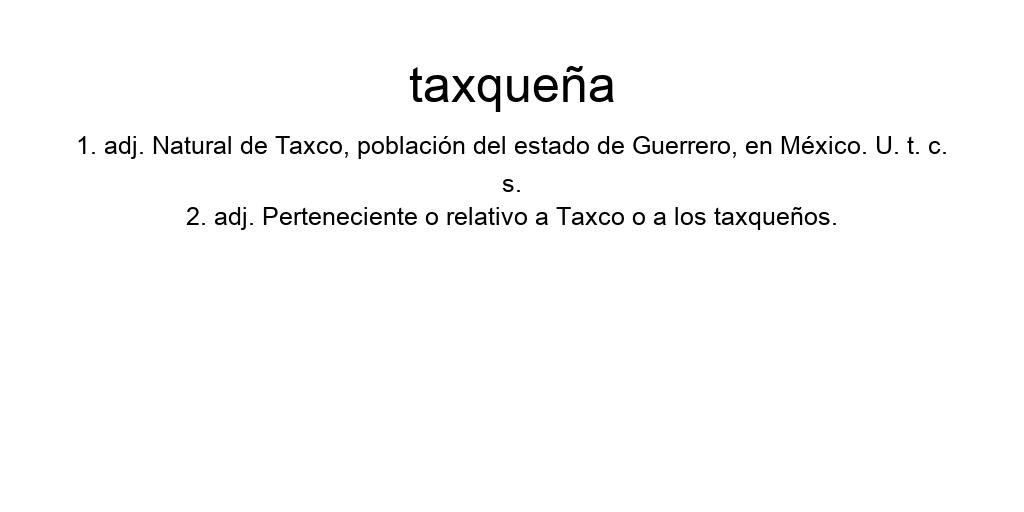 taxqueña
1. adj. Natural de Taxco, población del estado de Guerrero, en México. U. t. c.
s.
2. adj. Perteneciente o relativo a Taxco o a los taxqueños.